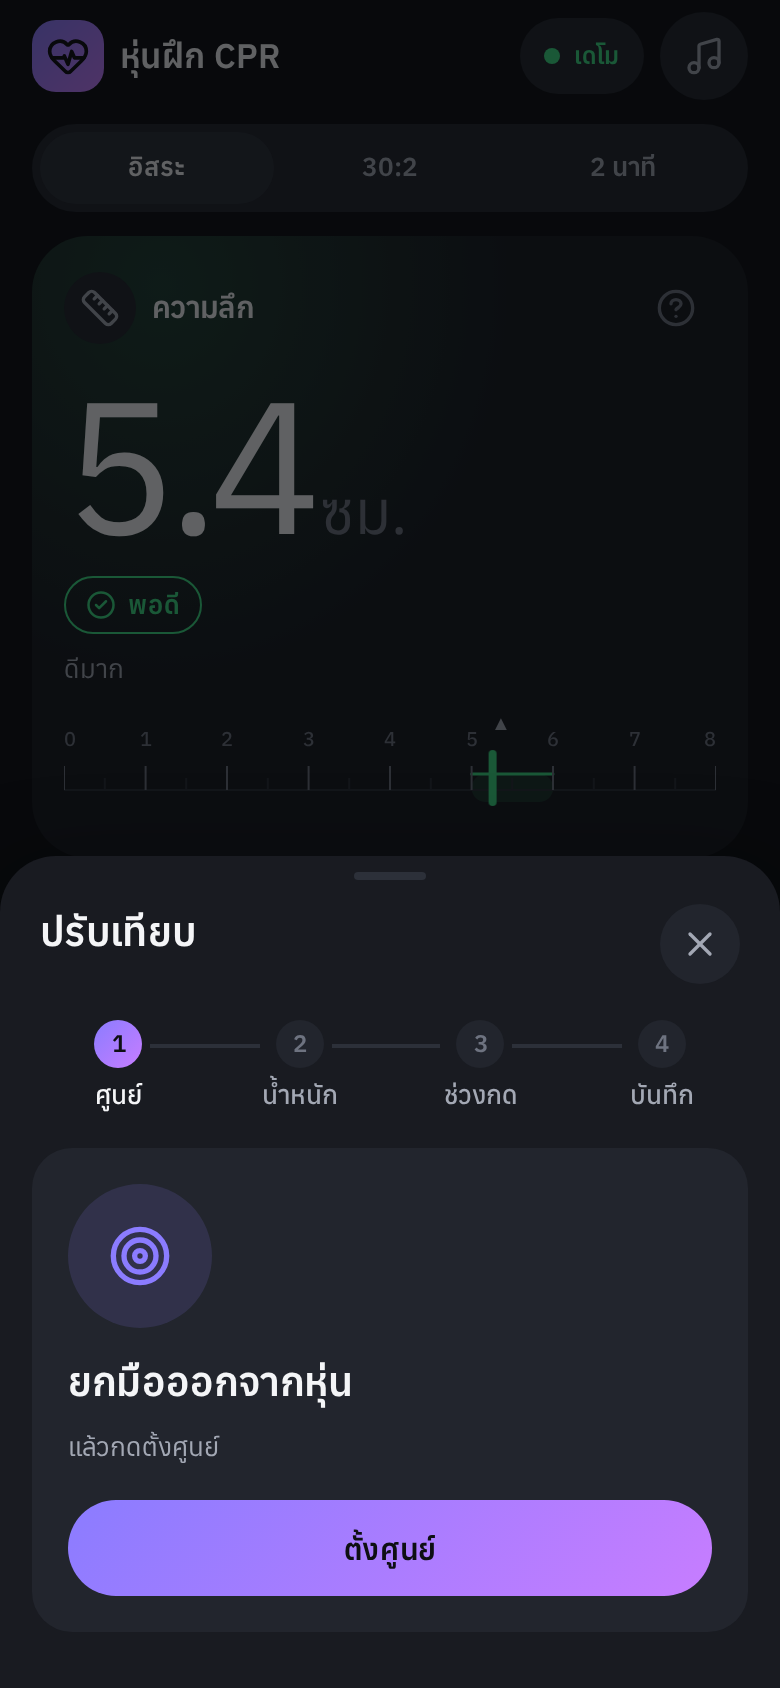 หุ่นฝึก CPR
เดโม
อิสระ 30:2 2 นาที
ความลึก
5.4 ซม.
พอดี
ดีมาก
0 1 2 3 4 5 6 7 8
ปรับเทียบ
1 2 3 4
ศูนย์ น้ำหนัก ช่วงกด บันทึก
ยกมือออกจากหุ่น
แล้วกดตั้งศูนย์
ตั้งศูนย์